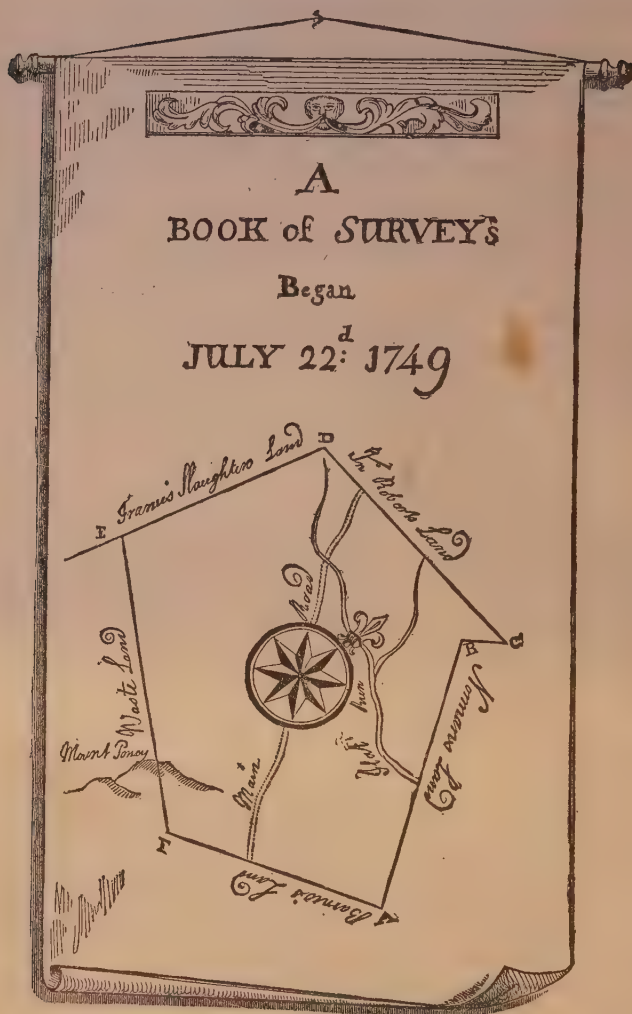 A
BOOK of SURVEYs
Began
JULY 22:d 1749
D
Francis Slaughters Land
Jn° Roberts Land
E
Road
C
B
Normans Land
Waste Land
Run
Mount Poney
Main
F
Barnes's Land
A